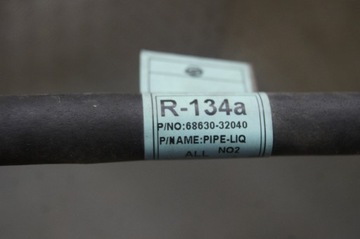 R-134a
P/NO:68630-32040
P/NAME:PIPE-LIQ
ALL NO2